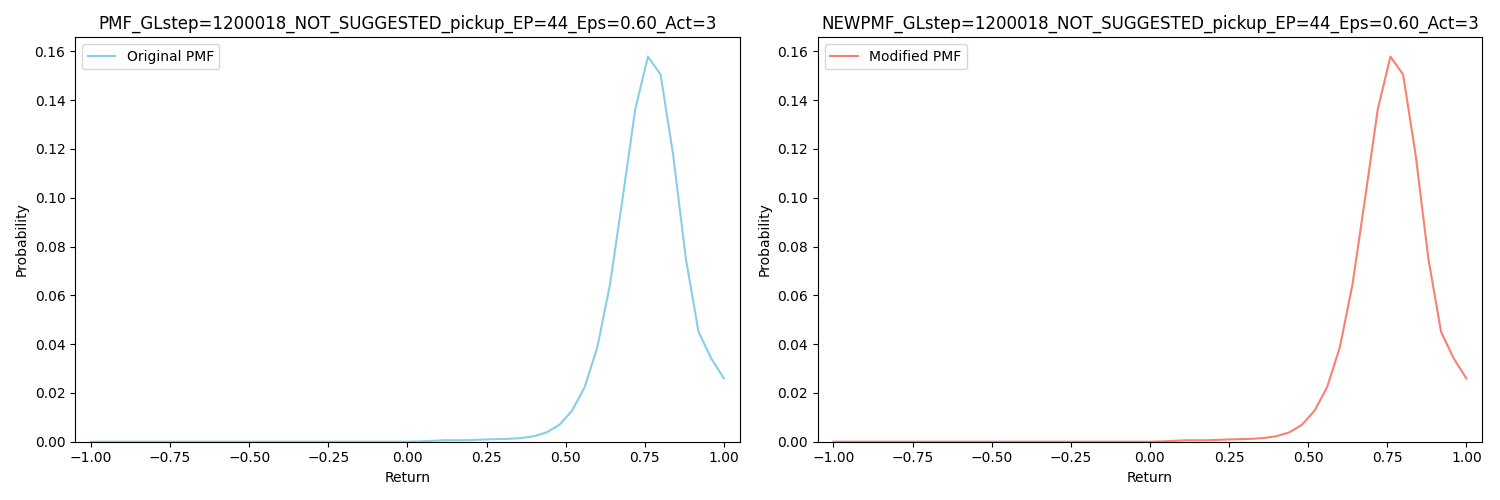 PMF_GLstep=1200018_NOT_SUGGESTED_pickup_EP=44_Eps=0.60_Act=3
Original PMF
Probability
0.16
0.14
0.12
0.10
0.08
0.06
0.04
0.02
0.00
−1.00 −0.75 −0.50 −0.25 0.00 0.25 0.50 0.75 1.00
Return
NEWPMF_GLstep=1200018_NOT_SUGGESTED_pickup_EP=44_Eps=0.60_Act=3
Modified PMF
Probability
0.16
0.14
0.12
0.10
0.08
0.06
0.04
0.02
0.00
−1.00 −0.75 −0.50 −0.25 0.00 0.25 0.50 0.75 1.00
Return